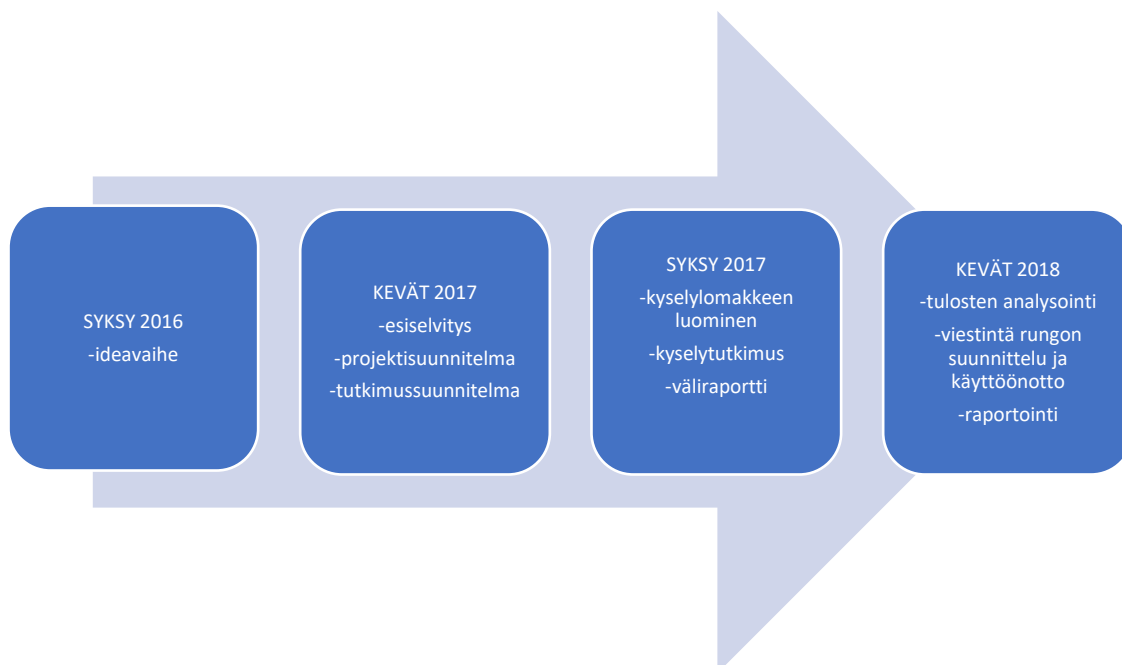 SYKSY 2016
-ideavaihe
KEVÄT 2017
-esiselvitys
-projektisuunnitelma
-tutkimussuunnitelma
SYKSY 2017
-kyselylomakkeen
luominen
-kyselytutkimus
-väliraportti
KEVÄT 2018
-tulosten analysointi
-viestintä rungon
suunnittelu ja
käyttöönotto
-raportointi